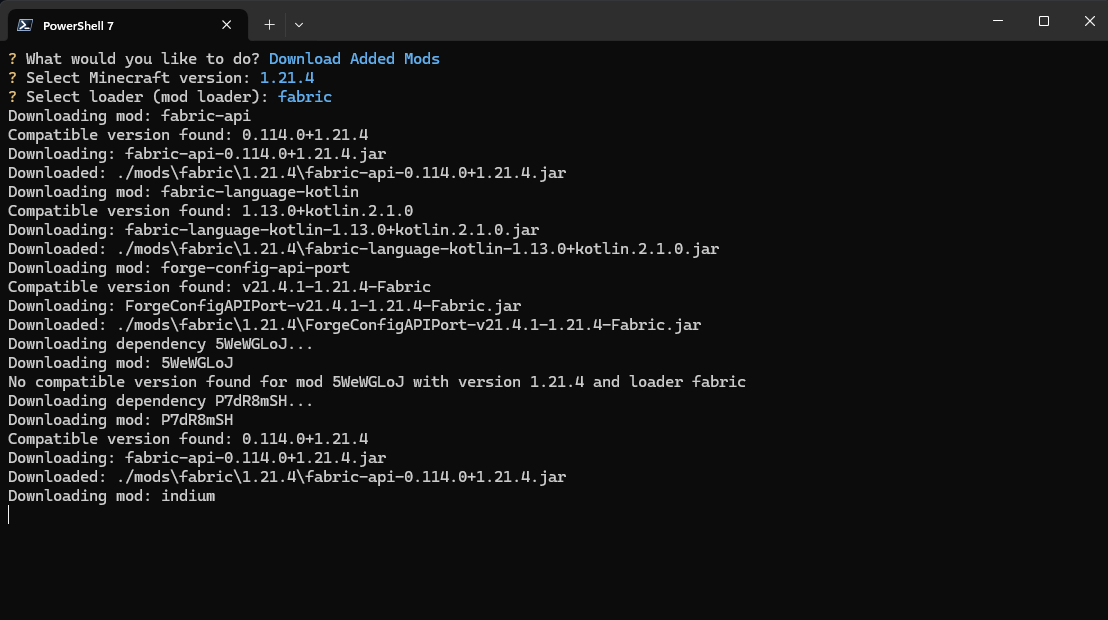 PowerShell 7
? What would you like to do? Download Added Mods
? Select Minecraft version: 1.21.4
? Select loader (mod loader): fabric
Downloading mod: fabric-api
Compatible version found: 0.114.0+1.21.4
Downloading: fabric-api-0.114.0+1.21.4.jar
Downloaded: ./mods\fabric\1.21.4\fabric-api-0.114.0+1.21.4.jar
Downloading mod: fabric-language-kotlin
Compatible version found: 1.13.0+kotlin.2.1.0
Downloading: fabric-language-kotlin-1.13.0+kotlin.2.1.0.jar
Downloaded: ./mods\fabric\1.21.4\fabric-language-kotlin-1.13.0+kotlin.2.1.0.jar
Downloading mod: forge-config-api-port
Compatible version found: v21.4.1-1.21.4-Fabric
Downloading: ForgeConfigAPIPort-v21.4.1-1.21.4-Fabric.jar
Downloaded: ./mods\fabric\1.21.4\ForgeConfigAPIPort-v21.4.1-1.21.4-Fabric.jar
Downloading dependency 5WeWGLoJ...
Downloading mod: 5WeWGLoJ
No compatible version found for mod 5WeWGLoJ with version 1.21.4 and loader fabric
Downloading dependency P7dR8mSH...
Downloading mod: P7dR8mSH
Compatible version found: 0.114.0+1.21.4
Downloading: fabric-api-0.114.0+1.21.4.jar
Downloaded: ./mods\fabric\1.21.4\fabric-api-0.114.0+1.21.4.jar
Downloading mod: indium